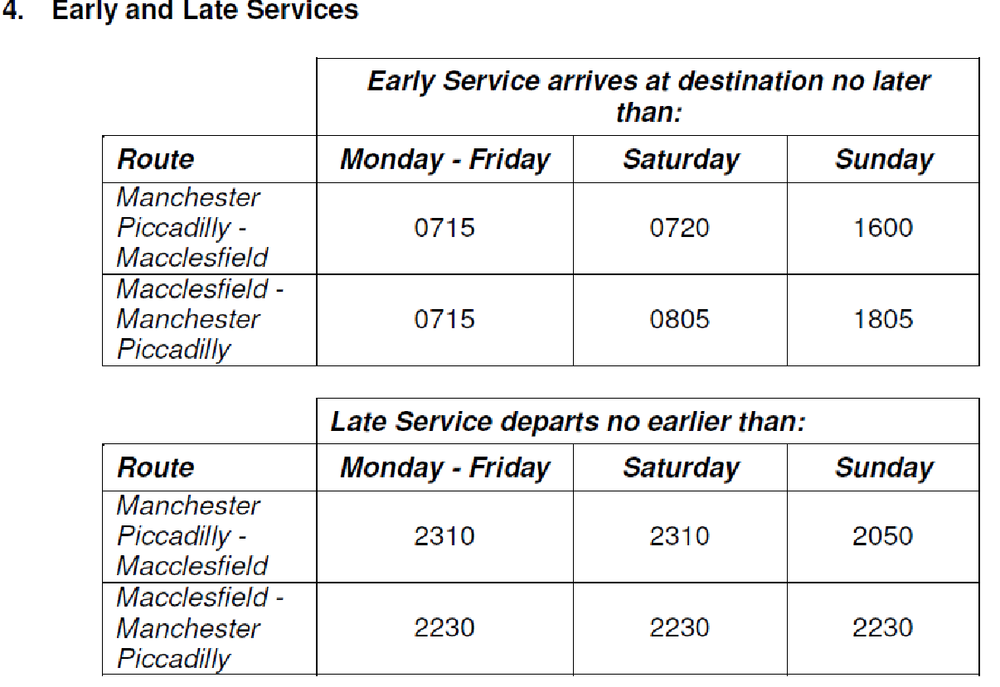 4. Early and Late Services
Early Service arrives at destination no later
than:
Route Monday - Friday Saturday Sunday
Manchester
Piccadilly -
Macclesfield
0715 0720 1600
Macclesfield -
Manchester
Piccadilly
0715 0805 1805
Late Service departs no earlier than:
Route Monday - Friday Saturday Sunday
Manchester
Piccadilly -
Macclesfield
2310 2310 2050
Macclesfield -
Manchester
Piccadilly
2230 2230 2230